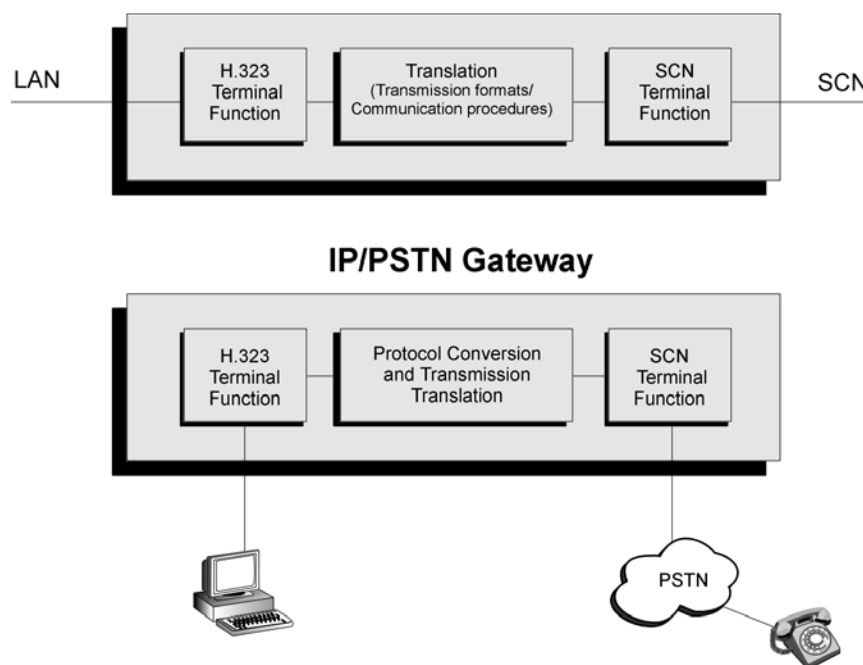 LAN
H.323
Terminal
Function
Translation
(Transmission formats/
Communication procedures)
SCN
Terminal
Function
SCN
IP/PSTN Gateway
H.323
Terminal
Function
Protocol Conversion
and Transmission
Translation
SCN
Terminal
Function
PSTN